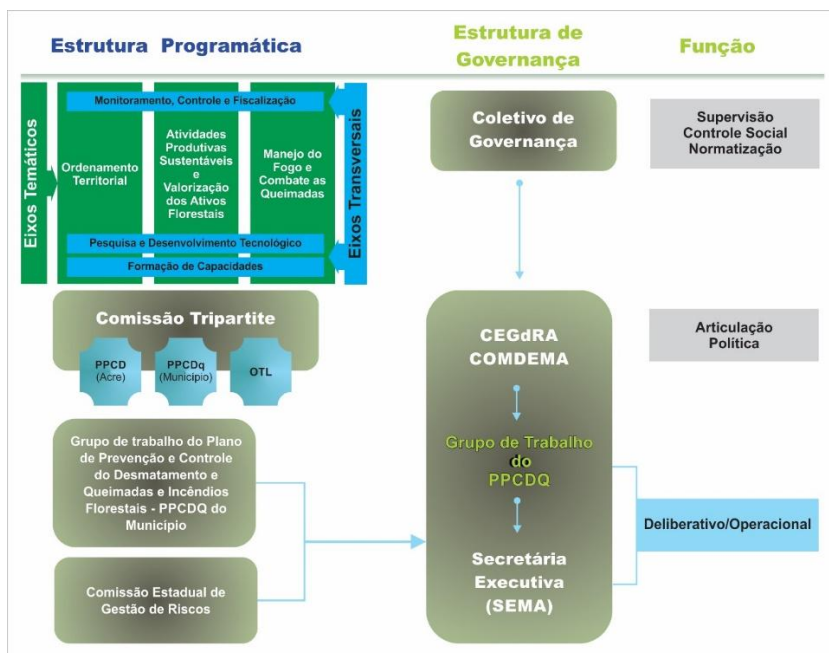 Estrutura Programática
Estrutura de
Governança
Função
Eixos Temáticos
Monitoramento, Controle e Fiscalização
Ordenamento
Territorial
Atividades
Produtivas
Sustentáveis
e
Valorização
dos Ativos
Florestais
Manejo do
Fogo e
Combate as
Queimadas
Pesquisa e Desenvolvimento Tecnológico
Formação de Capacidades
Eixos Transversais
Coletivo de
Governança
Supervisão
Controle Social
Normatização
Comissão Tripartite
PPCD
(Acre)
PPCDq
(Município)
OTL
CEGdRA
COMDEMA
Articulação
Política
Grupo de trabalho do Plano
de Prevenção e Controle
do Desmatamento e
Queimadas e Incêndios
Florestais - PPCDQ do
Município
Grupo de Trabalho
do
PPCDQ
Deliberativo/Operacional
Comissão Estadual de
Gestão de Riscos
Secretária
Executiva
(SEMA)